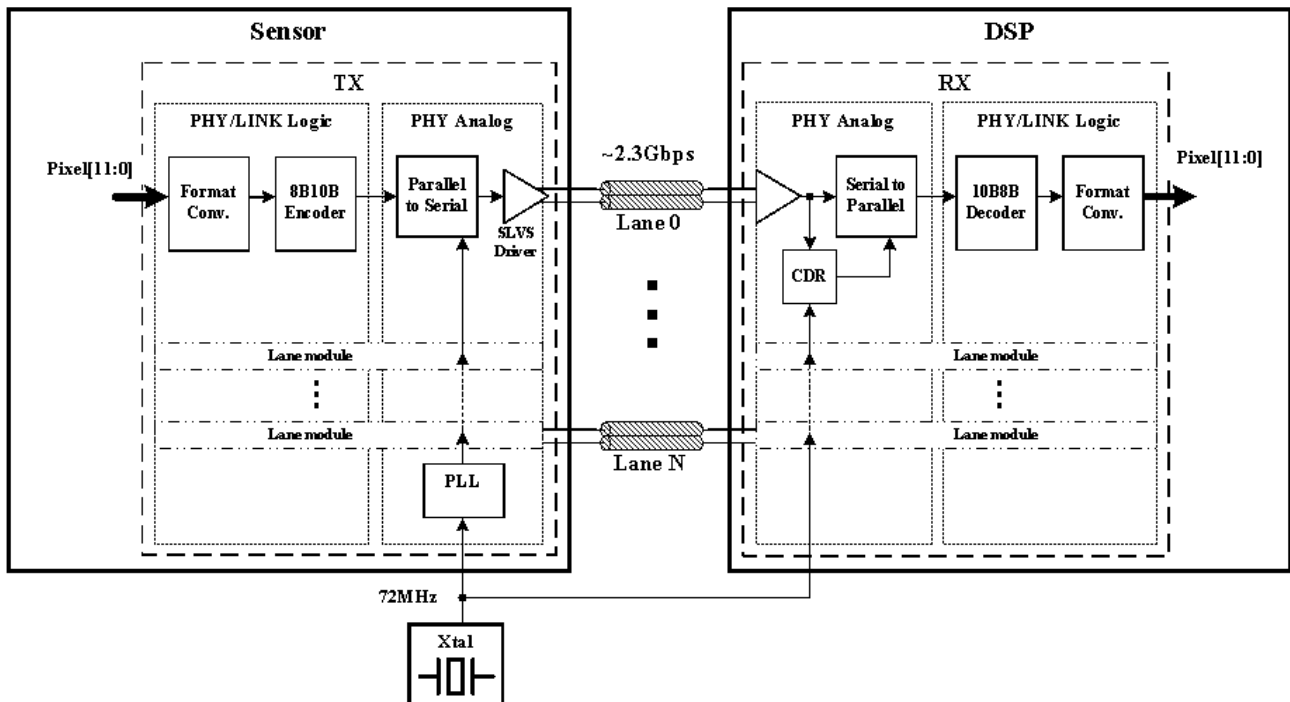 Sensor
DSP
TX
RX
PHY/LINK Logic
PHY Analog
PHY Analog
PHY/LINK Logic
Pixel[11:0]
Format
Conv.
8B10B
Encoder
Parallel
to Serial
SLVS
Driver
~2.3Gbps
Lane 0
Serial to
Parallel
10B8B
Decoder
Format
Conv.
Pixel[11:0]
CDR
Lane module
Lane module
Lane module
Lane module
Lane N
PLL
72MHz
Xtal